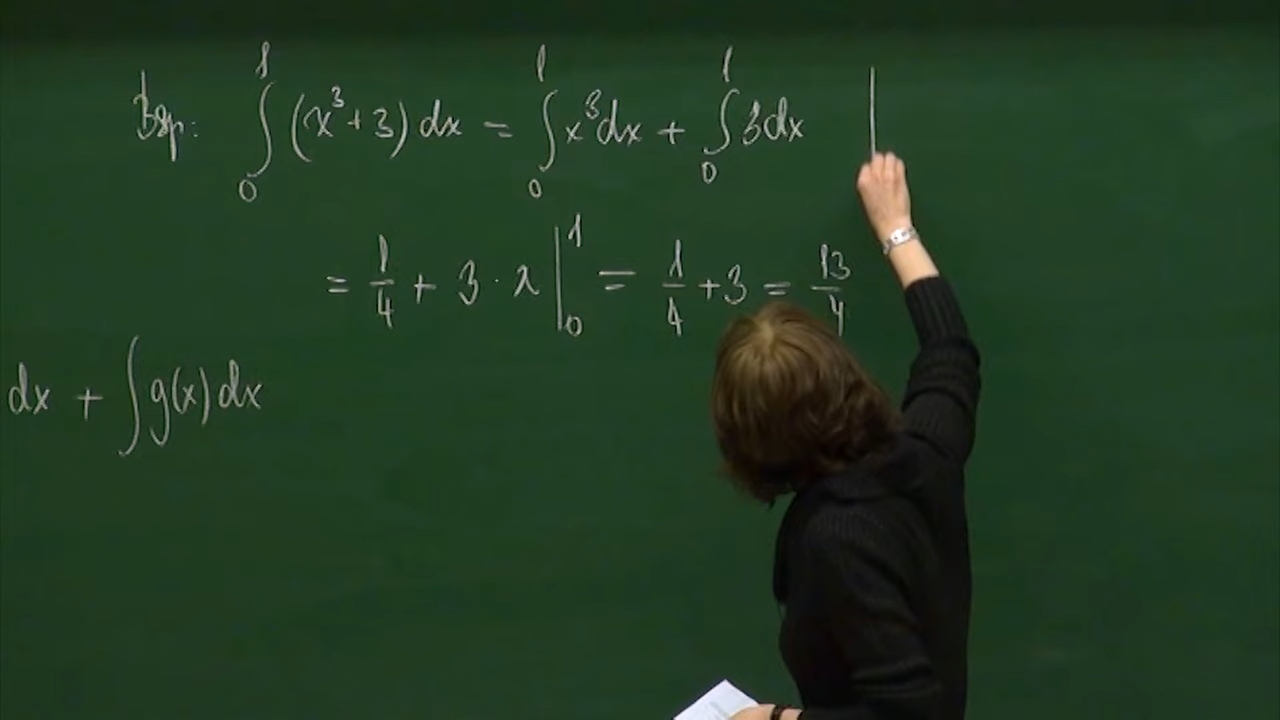 Bsp: ∫₀¹ (x³+3) dx = ∫₀¹ x³dx + ∫₀¹ 3dx
= 1/4 + 3 · x |₀¹ = 1/4 + 3 = 13/4
dx + ∫ g(x) dx